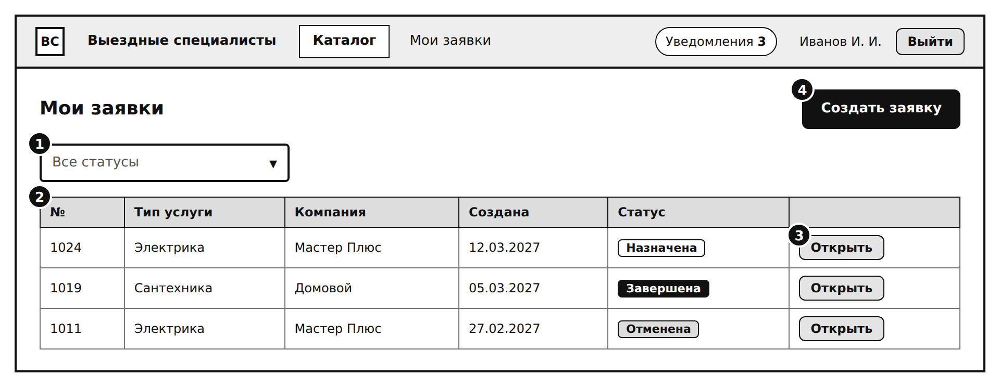 ВС Выездные специалисты Каталог Мои заявки Уведомления 3 Иванов И. И. Выйти
4
Мои заявки Создать заявку
1
Все статусы ▼
2
№ Тип услуги Компания Создана Статус
3
1024 Электрика Мастер Плюс 12.03.2027 Назначена Открыть
1019 Сантехника Домовой 05.03.2027 Завершена Открыть
1011 Электрика Мастер Плюс 27.02.2027 Отменена Открыть